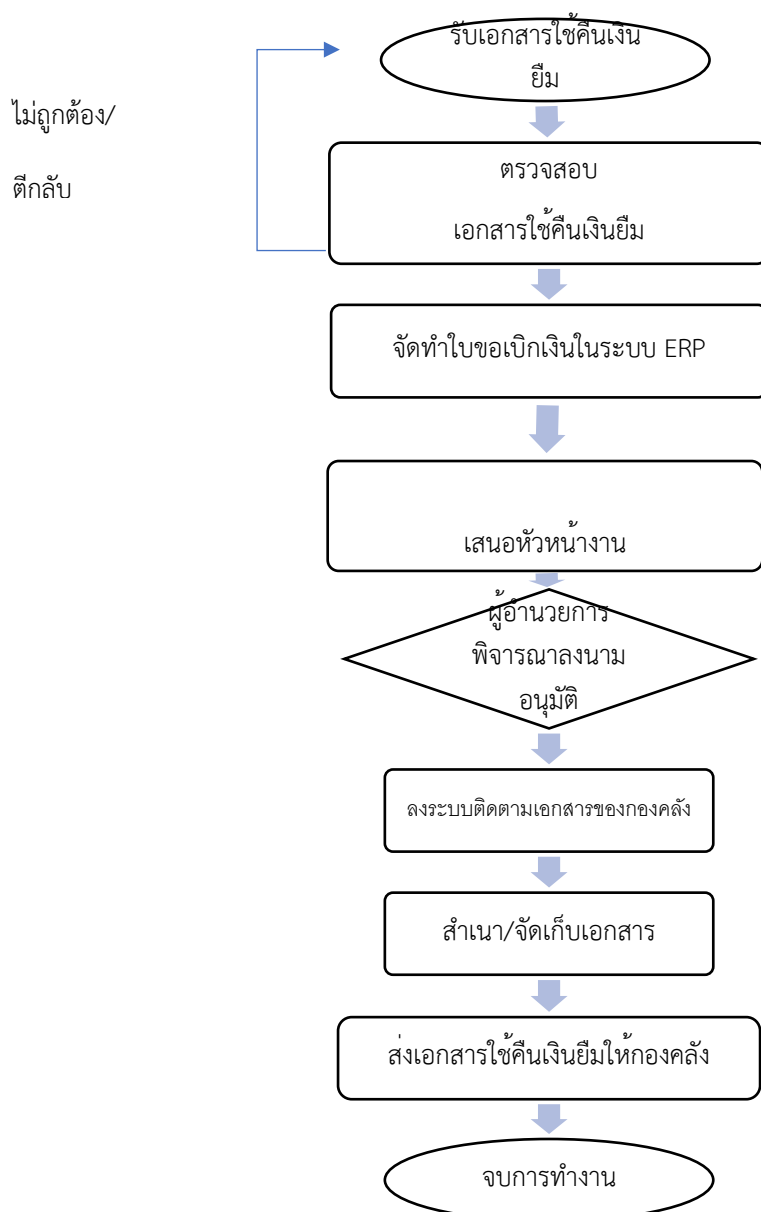 รับเอกสารใช้คืนเงิน
ยืม
ไม่ถูกต้อง/
ตีกลับ
ตรวจสอบ
เอกสารใช้คืนเงินยืม
จัดทำใบขอเบิกเงินในระบบ ERP
เสนอหัวหน้างาน
ผู้อำนวยการ
พิจารณาลงนาม
อนุมัติ
ลงระบบติดตามเอกสารของกองคลัง
สำเนา/จัดเก็บเอกสาร
ส่งเอกสารใช้คืนเงินยืมให้กองคลัง
จบการทำงาน